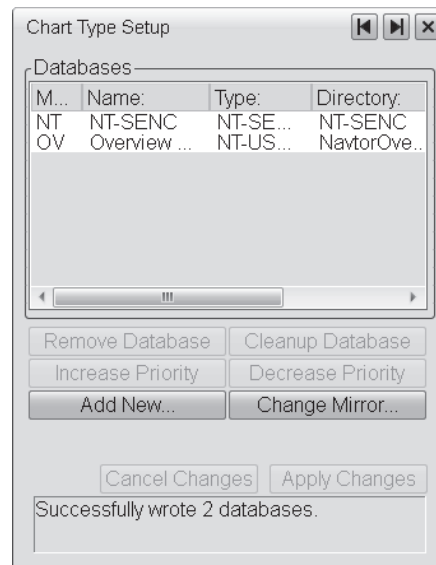 Chart Type Setup
Databases
M... Name: Type: Directory:
NT NT-SENC NT-SE... NT-SENC
OV Overview ... NT-US... NavtorOve..
Remove Database Cleanup Database
Increase Priority Decrease Priority
Add New... Change Mirror...
Cancel Changes Apply Changes
Successfully wrote 2 databases.